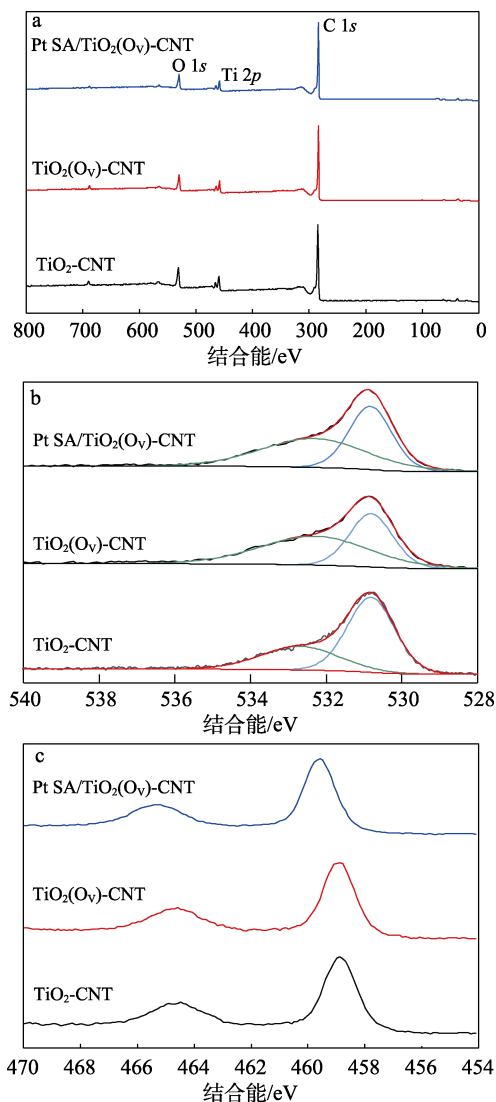 a
Pt SA/TiO₂(Oᵥ)-CNT
C 1s
O 1s
Ti 2p
TiO₂(Oᵥ)-CNT
TiO₂-CNT
800 700 600 500 400 300 200 100 0
结合能/eV
b
Pt SA/TiO₂(Oᵥ)-CNT
TiO₂(Oᵥ)-CNT
TiO₂-CNT
540 538 536 534 532 530 528
结合能/eV
c
Pt SA/TiO₂(Oᵥ)-CNT
TiO₂(Oᵥ)-CNT
TiO₂-CNT
470 468 466 464 462 460 458 456 454
结合能/eV